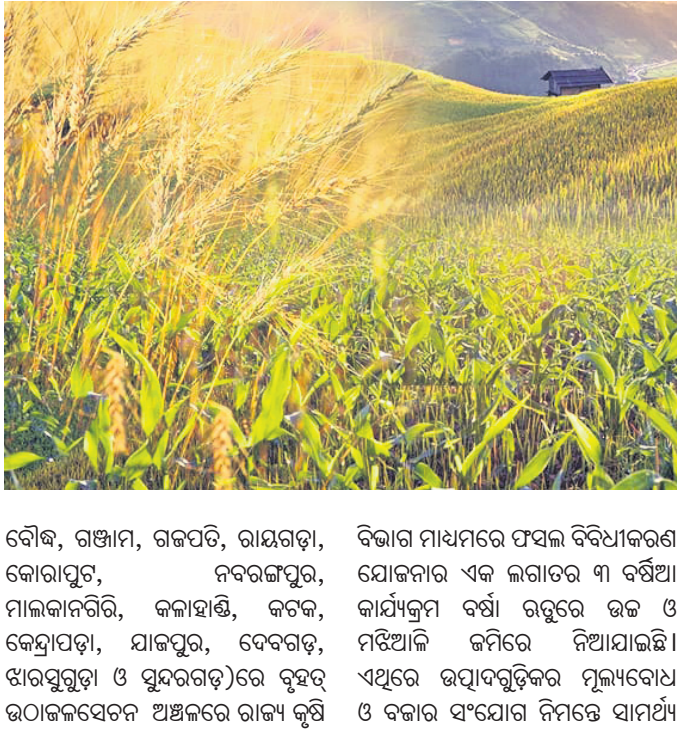 ବୌଦ୍ଧ, ଗଞ୍ଜାମ, ଗଜପତି, ରାୟଗଡ଼ା,
କୋରାପୁଟ, ନବରଙ୍ଗପୁର,
ମାଲକାନଗିରି, କଳାହାଣ୍ଡି, କଟକ,
କେନ୍ଦ୍ରାପଡ଼ା, ଯାଜପୁର, ଦେବଗଡ଼,
ଝାରସୁଗୁଡ଼ା ଓ ସୁନ୍ଦରଗଡ଼)ରେ ବୃହତ୍
ଉଠାଜଳସେଚନ ଅଞ୍ଚଳରେ ରାଜ୍ୟ କୃଷି
ବିଭାଗ ମାଧ୍ୟମରେ ଫସଲ ବିବିଧୀକରଣ
ଯୋଜନାର ଏକ ଲଗାତର ୩ ବର୍ଷିଆ
କାର୍ଯ୍ୟକ୍ରମ ବର୍ଷା ଋତୁରେ ଉଚ୍ଚ ଓ
ମଝିଆଳି ଜମିରେ ନିଆଯାଇଛି।
ଏଥିରେ ଉତ୍ପାଦଗୁଡ଼ିକର ମୂଲ୍ୟବୋଧ
ଓ ବଜାର ସଂଯୋଗ ନିମନ୍ତେ ସାମର୍ଥ୍ୟ